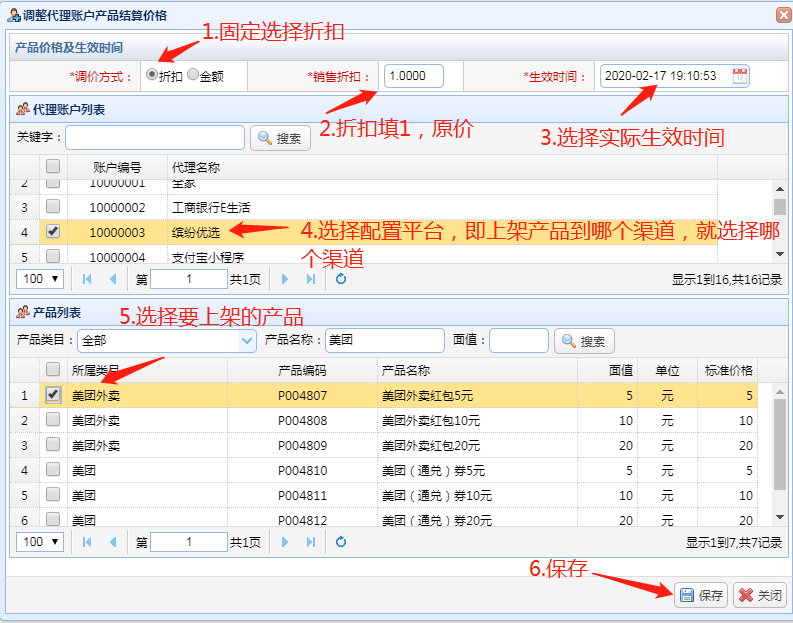 调整代理账户产品结算价格
1.固定选择折扣
产品价格及生效时间
*调价方式： 折扣 金额 *销售折扣： 1.0000 *生效时间： 2020-02-17 19:10:53
代理账户列表
2.折扣填1，原价
3.选择实际生效时间
关键字： 搜索
账户编号 代理名称
2 10000001 全家
3 10000002 工商银行E生活
4 10000003 缤纷优选
4.选择配置平台，即上架产品到哪个渠道，就选择哪
个渠道
5 10000004 支付宝小程序
100 第 1 共1页 显示1到16,共16记录
产品列表
5.选择要上架的产品
产品类目： 全部 产品名称： 美团 面值： 搜索
所属类目 产品编码 产品名称 面值 单位 标准价格
1 美团外卖 P004807 美团外卖红包5元 5 元 5
2 美团外卖 P004808 美团外卖红包10元 10 元 10
3 美团外卖 P004809 美团外卖红包20元 20 元 20
4 美团 P004810 美团（通兑）券5元 5 元 5
5 美团 P004811 美团（通兑）券10元 10 元 10
6 美团 P004812 美团（通兑）券20元 20 元 20
100 第 1 共1页 显示1到7,共7记录
6.保存
保存 关闭